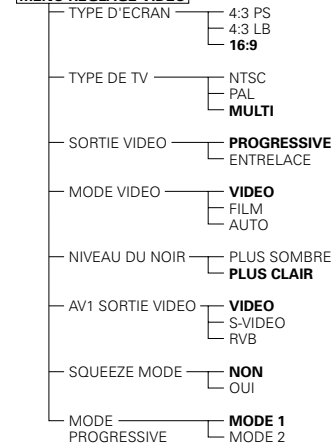 MENU REGLAGE VIDEO
TYPE D'ECRAN
4:3 PS
4:3 LB
16:9
TYPE DE TV
NTSC
PAL
MULTI
SORTIE VIDEO
PROGRESSIVE
ENTRELACE
MODE VIDEO
VIDEO
FILM
AUTO
NIVEAU DU NOIR
PLUS SOMBRE
PLUS CLAIR
AV1 SORTIE VIDEO
VIDEO
S-VIDEO
RVB
SQUEEZE MODE
NON
OUI
MODE
PROGRESSIVE
MODE 1
MODE 2